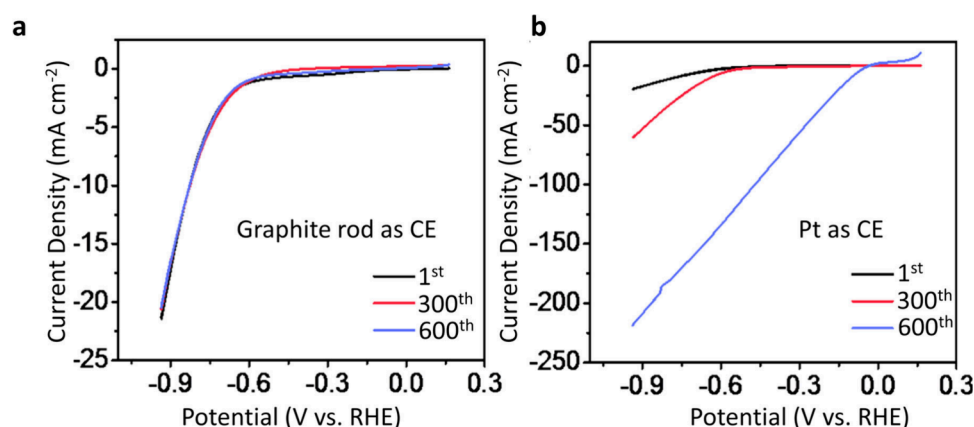 a
0
-5
-10
-15
-20
-25
Current Density (mA cm⁻²)
Graphite rod as CE
1ˢᵗ
300ᵗʰ
600ᵗʰ
-0.9 -0.6 -0.3 0.0 0.3
Potential (V vs. RHE)
b
0
-50
-100
-150
-200
-250
Current Density (mA cm⁻²)
Pt as CE
1ˢᵗ
300ᵗʰ
600ᵗʰ
-0.9 -0.6 -0.3 0.0 0.3
Potential (V vs. RHE)